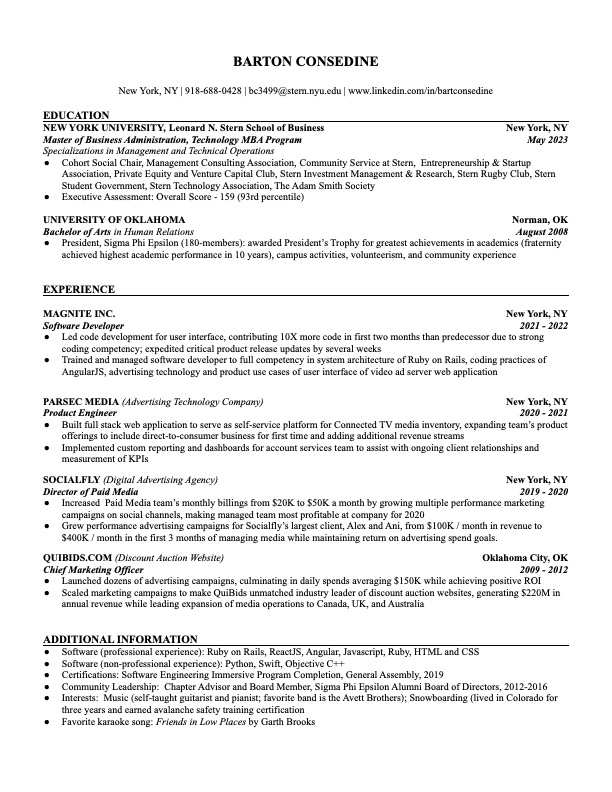 BARTON CONSEDINE
New York, NY | 918-688-0428 | bc3499@stern.nyu.edu | www.linkedin.com/in/bartconsedine
EDUCATION
NEW YORK UNIVERSITY, Leonard N. Stern School of Business New York, NY
Master of Business Administration, Technology MBA Program May 2023
Specializations in Management and Technical Operations
● Cohort Social Chair, Management Consulting Association, Community Service at Stern, Entrepreneurship & Startup
Association, Private Equity and Venture Capital Club, Stern Investment Management & Research, Stern Rugby Club, Stern
Student Government, Stern Technology Association, The Adam Smith Society
● Executive Assessment: Overall Score - 159 (93rd percentile)
UNIVERSITY OF OKLAHOMA Norman, OK
Bachelor of Arts in Human Relations August 2008
● President, Sigma Phi Epsilon (180-members): awarded President's Trophy for greatest achievements in academics (fraternity
achieved highest academic performance in 10 years), campus activities, volunteerism, and community experience
EXPERIENCE
MAGNITE INC. New York, NY
Software Developer 2021 - 2022
● Led code development for user interface, contributing 10X more code in first two months than predecessor due to strong
coding competency; expedited critical product release updates by several weeks
● Trained and managed software developer to full competency in system architecture of Ruby on Rails, coding practices of
AngularJS, advertising technology and product use cases of user interface of video ad server web application
PARSEC MEDIA (Advertising Technology Company) New York, NY
Product Engineer 2020 - 2021
● Built full stack web application to serve as self-service platform for Connected TV media inventory, expanding team's product
offerings to include direct-to-consumer business for first time and adding additional revenue streams
● Implemented custom reporting and dashboards for account services team to assist with ongoing client relationships and
measurement of KPIs
SOCIALFLY (Digital Advertising Agency) New York, NY
Director of Paid Media 2019 - 2020
● Increased Paid Media team's monthly billings from $20K to $50K a month by growing multiple performance marketing
campaigns on social channels, making managed team most profitable at company for 2020
● Grew performance advertising campaigns for Socialfly's largest client, Alex and Ani, from $100K / month in revenue to
$400K / month in the first 3 months of managing media while maintaining return on advertising spend goals.
QUIBIDS.COM (Discount Auction Website) Oklahoma City, OK
Chief Marketing Officer 2009 - 2012
● Launched dozens of advertising campaigns, culminating in daily spends averaging $150K while achieving positive ROI
● Scaled marketing campaigns to make QuiBids unmatched industry leader of discount auction websites, generating $220M in
annual revenue while leading expansion of media operations to Canada, UK, and Australia
ADDITIONAL INFORMATION
● Software (professional experience): Ruby on Rails, ReactJS, Angular, Javascript, Ruby, HTML and CSS
● Software (non-professional experience): Python, Swift, Objective C++
● Certifications: Software Engineering Immersive Program Completion, General Assembly, 2019
● Community Leadership: Chapter Advisor and Board Member, Sigma Phi Epsilon Alumni Board of Directors, 2012-2016
● Interests: Music (self-taught guitarist and pianist; favorite band is the Avett Brothers); Snowboarding (lived in Colorado for
three years and earned avalanche safety training certification
● Favorite karaoke song: Friends in Low Places by Garth Brooks